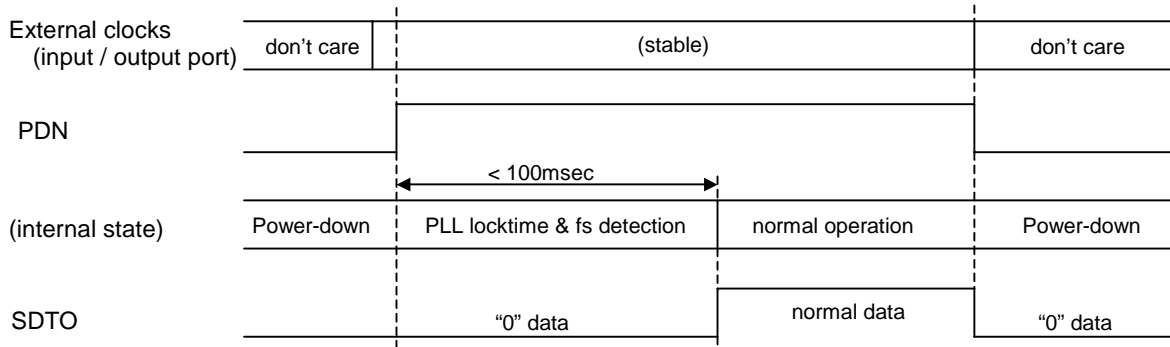 External clocks
(input / output port)
don’t care
(stable)
don’t care
PDN
< 100msec
(internal state)
Power-down
PLL locktime & fs detection
normal operation
Power-down
SDTO
“0” data
normal data
“0” data